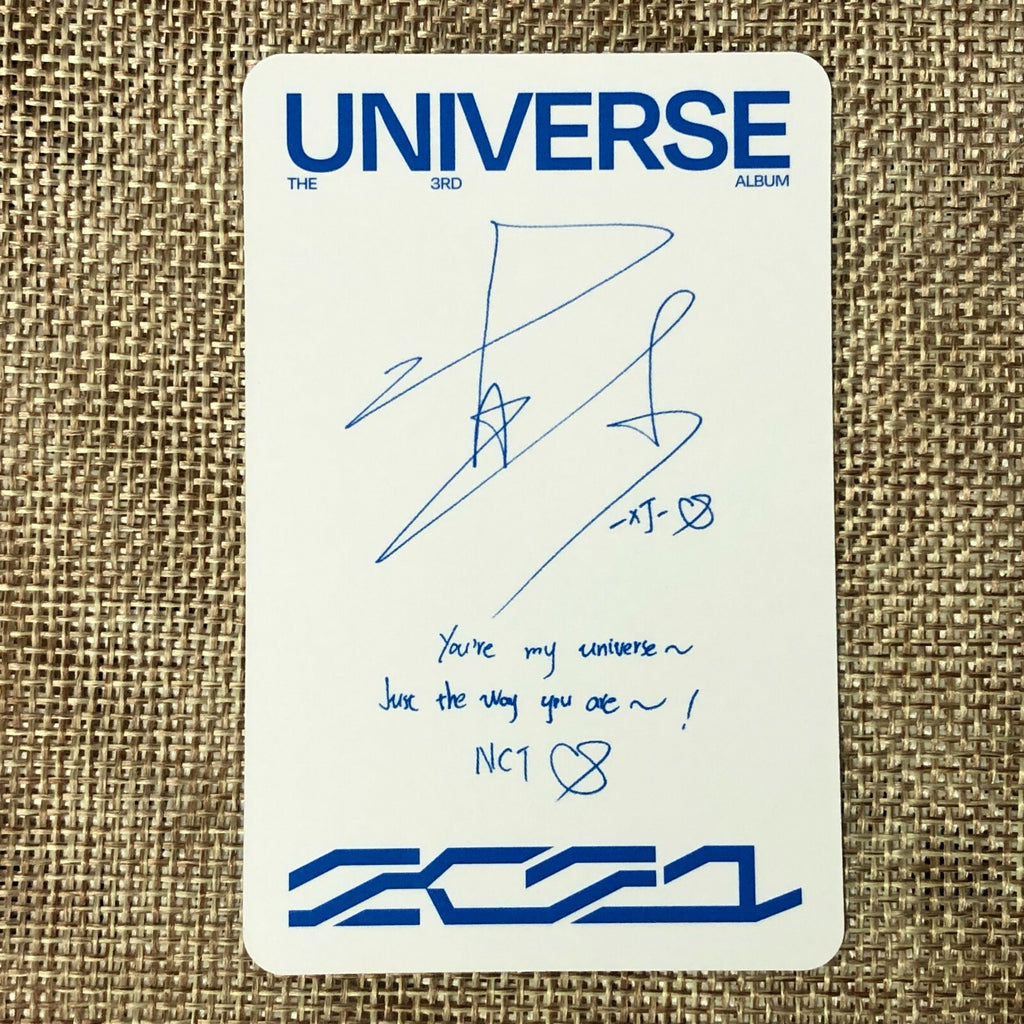 UNIVERSE
THE 3RD ALBUM
-XJ-
You're my universe~
Just the way you are~!
NCT
2021